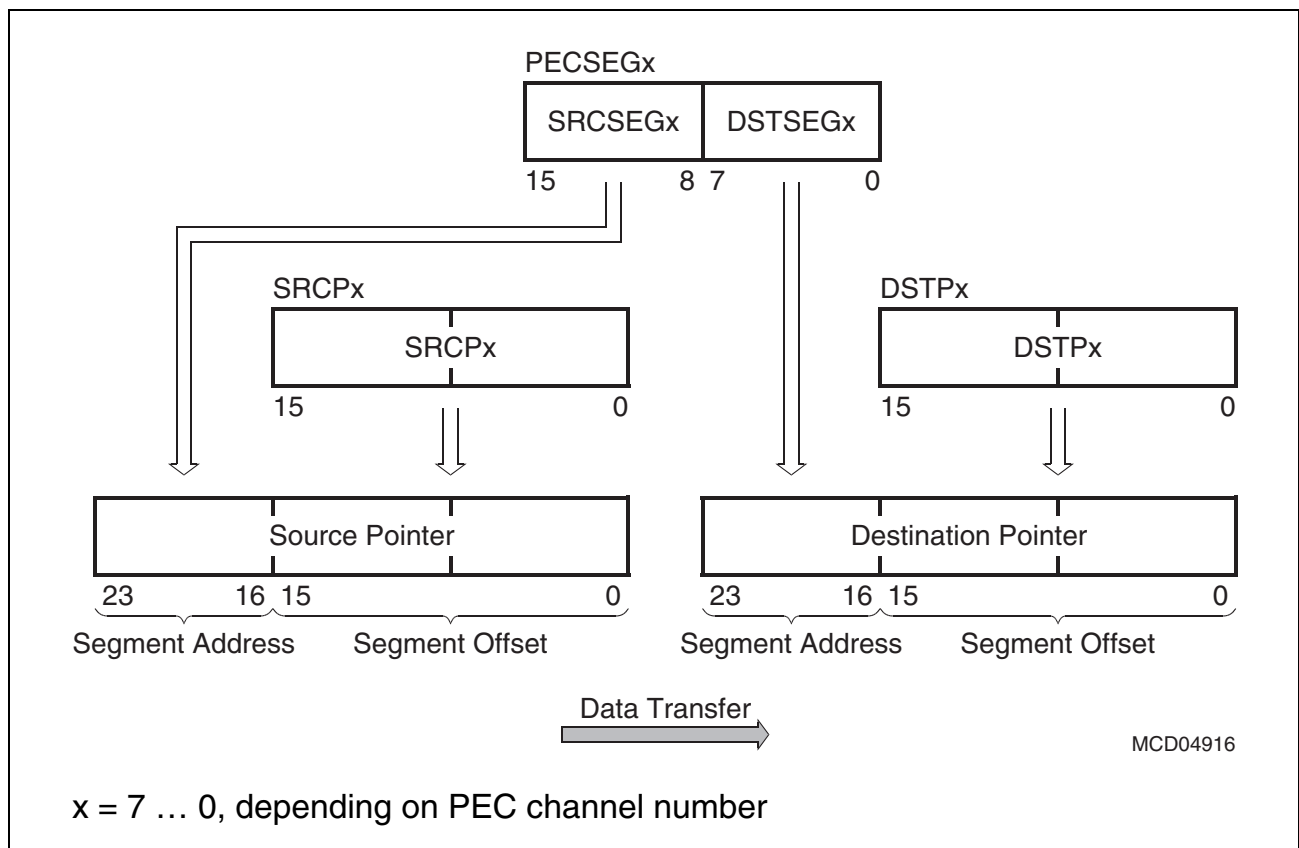 PECSEGx
SRCSEGx DSTSEGx
15 8 7 0
SRCPx DSTPx
SRCPx DSTPx
15 0 15 0
Source Pointer Destination Pointer
23 16 15 0 23 16 15 0
Segment Address Segment Offset Segment Address Segment Offset
Data Transfer
MCD04916
x = 7 … 0, depending on PEC channel number